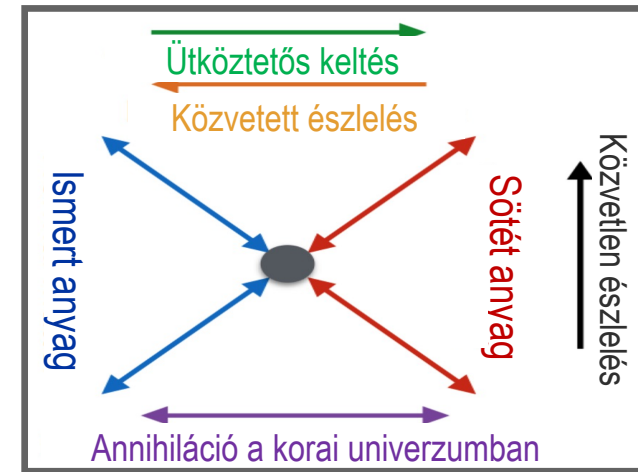 Ütköztetős keltés
Közvetett észlelés
Ismert anyag
Sötét anyag
Közvetlen észlelés
Annihiláció a korai univerzumban